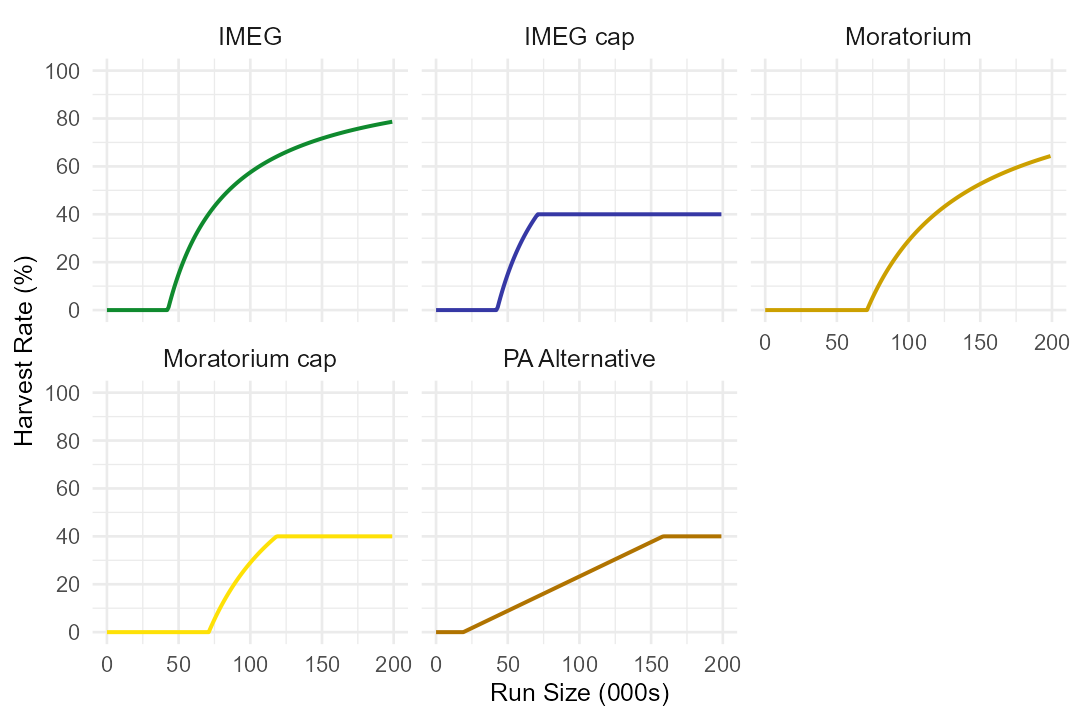 IMEG
IMEG cap
Moratorium
100
80
60
40
20
0
0 50 100 150 200
Harvest Rate (%)
Moratorium cap
PA Alternative
100
80
60
40
20
0
0 50 100 150 200
0 50 100 150 200
Run Size (000s)